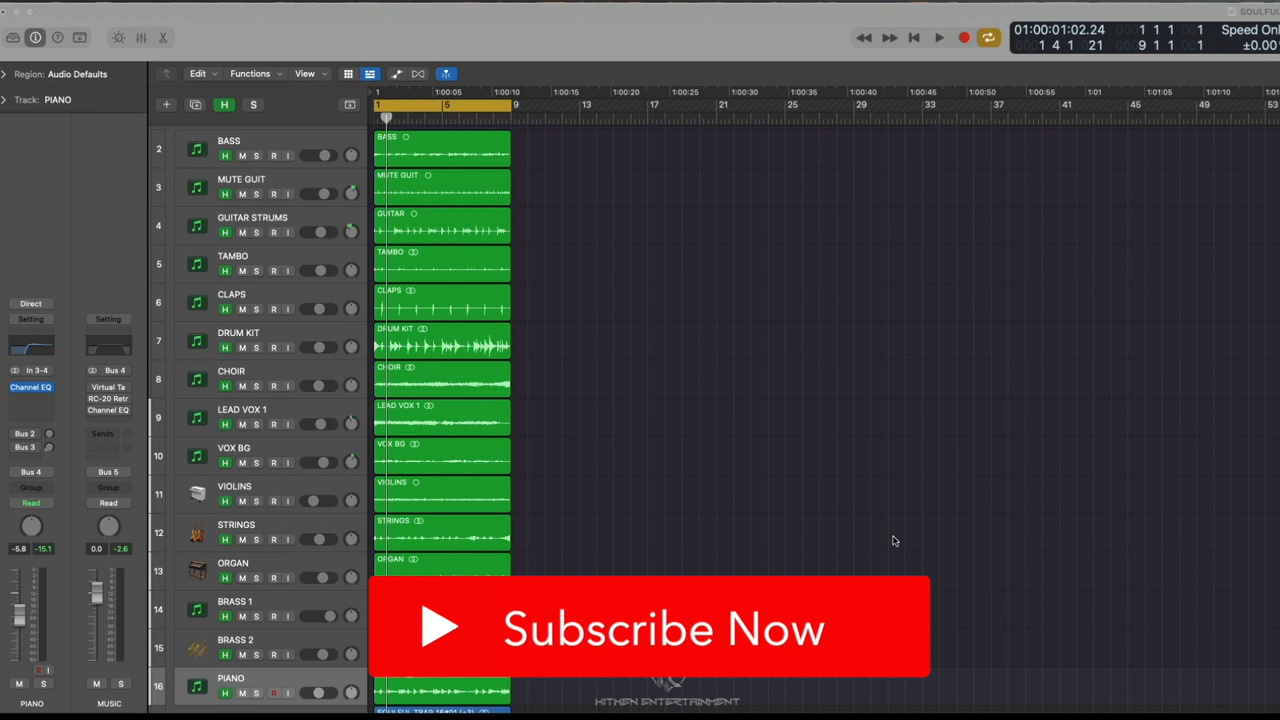 SOULFUL
01:00:01:02.24
1 4 1 21
1 1 1 1
9 1 1 1
Speed Onl
±0.00
Region: Audio Defaults
Edit
Functions
View
Track: PIANO
H
S
1 1:00:05 1:00:10 1:00:15 1:00:20 1:00:25 1:00:30 1:00:35 1:00:40 1:00:45 1:00:50 1:00:55 1:01 1:01:05 1:01:10
1 5 9 13 17 21 25 29 33 37 41 45 49 53
2 BASS
H M S R I
BASS
3 MUTE GUIT
H M S R I
MUTE GUIT
4 GUITAR STRUMS
H M S R I
GUITAR
5 TAMBO
H M S R I
TAMBO
6 CLAPS
H M S R I
CLAPS
7 DRUM KIT
H M S R I
DRUM KIT
8 CHOIR
H M S R I
CHOIR
9 LEAD VOX 1
H M S R I
LEAD VOX 1
10 VOX BG
H M S R I
VOX BG
11 VIOLINS
H M S R I
VIOLINS
12 STRINGS
H M S R I
STRINGS
13 ORGAN
H M S R I
ORGAN
14 BRASS 1
H M S R I
15 BRASS 2
H M S R I
16 PIANO
H M S R I
Direct
Setting Setting
In 3-4 Bus 4
Channel EQ Virtual Ta
RC-20 Retr
Channel EQ
Bus 2 Sends
Bus 3
Bus 4 Bus 5
Group Group
Read Read
-5.8 -15.1 0.0 -2.6
R I
M S M S
PIANO MUSIC
Subscribe Now
HITMEN ENTERTAINMENT
SOULFUL TRAP 16#01 (+3)